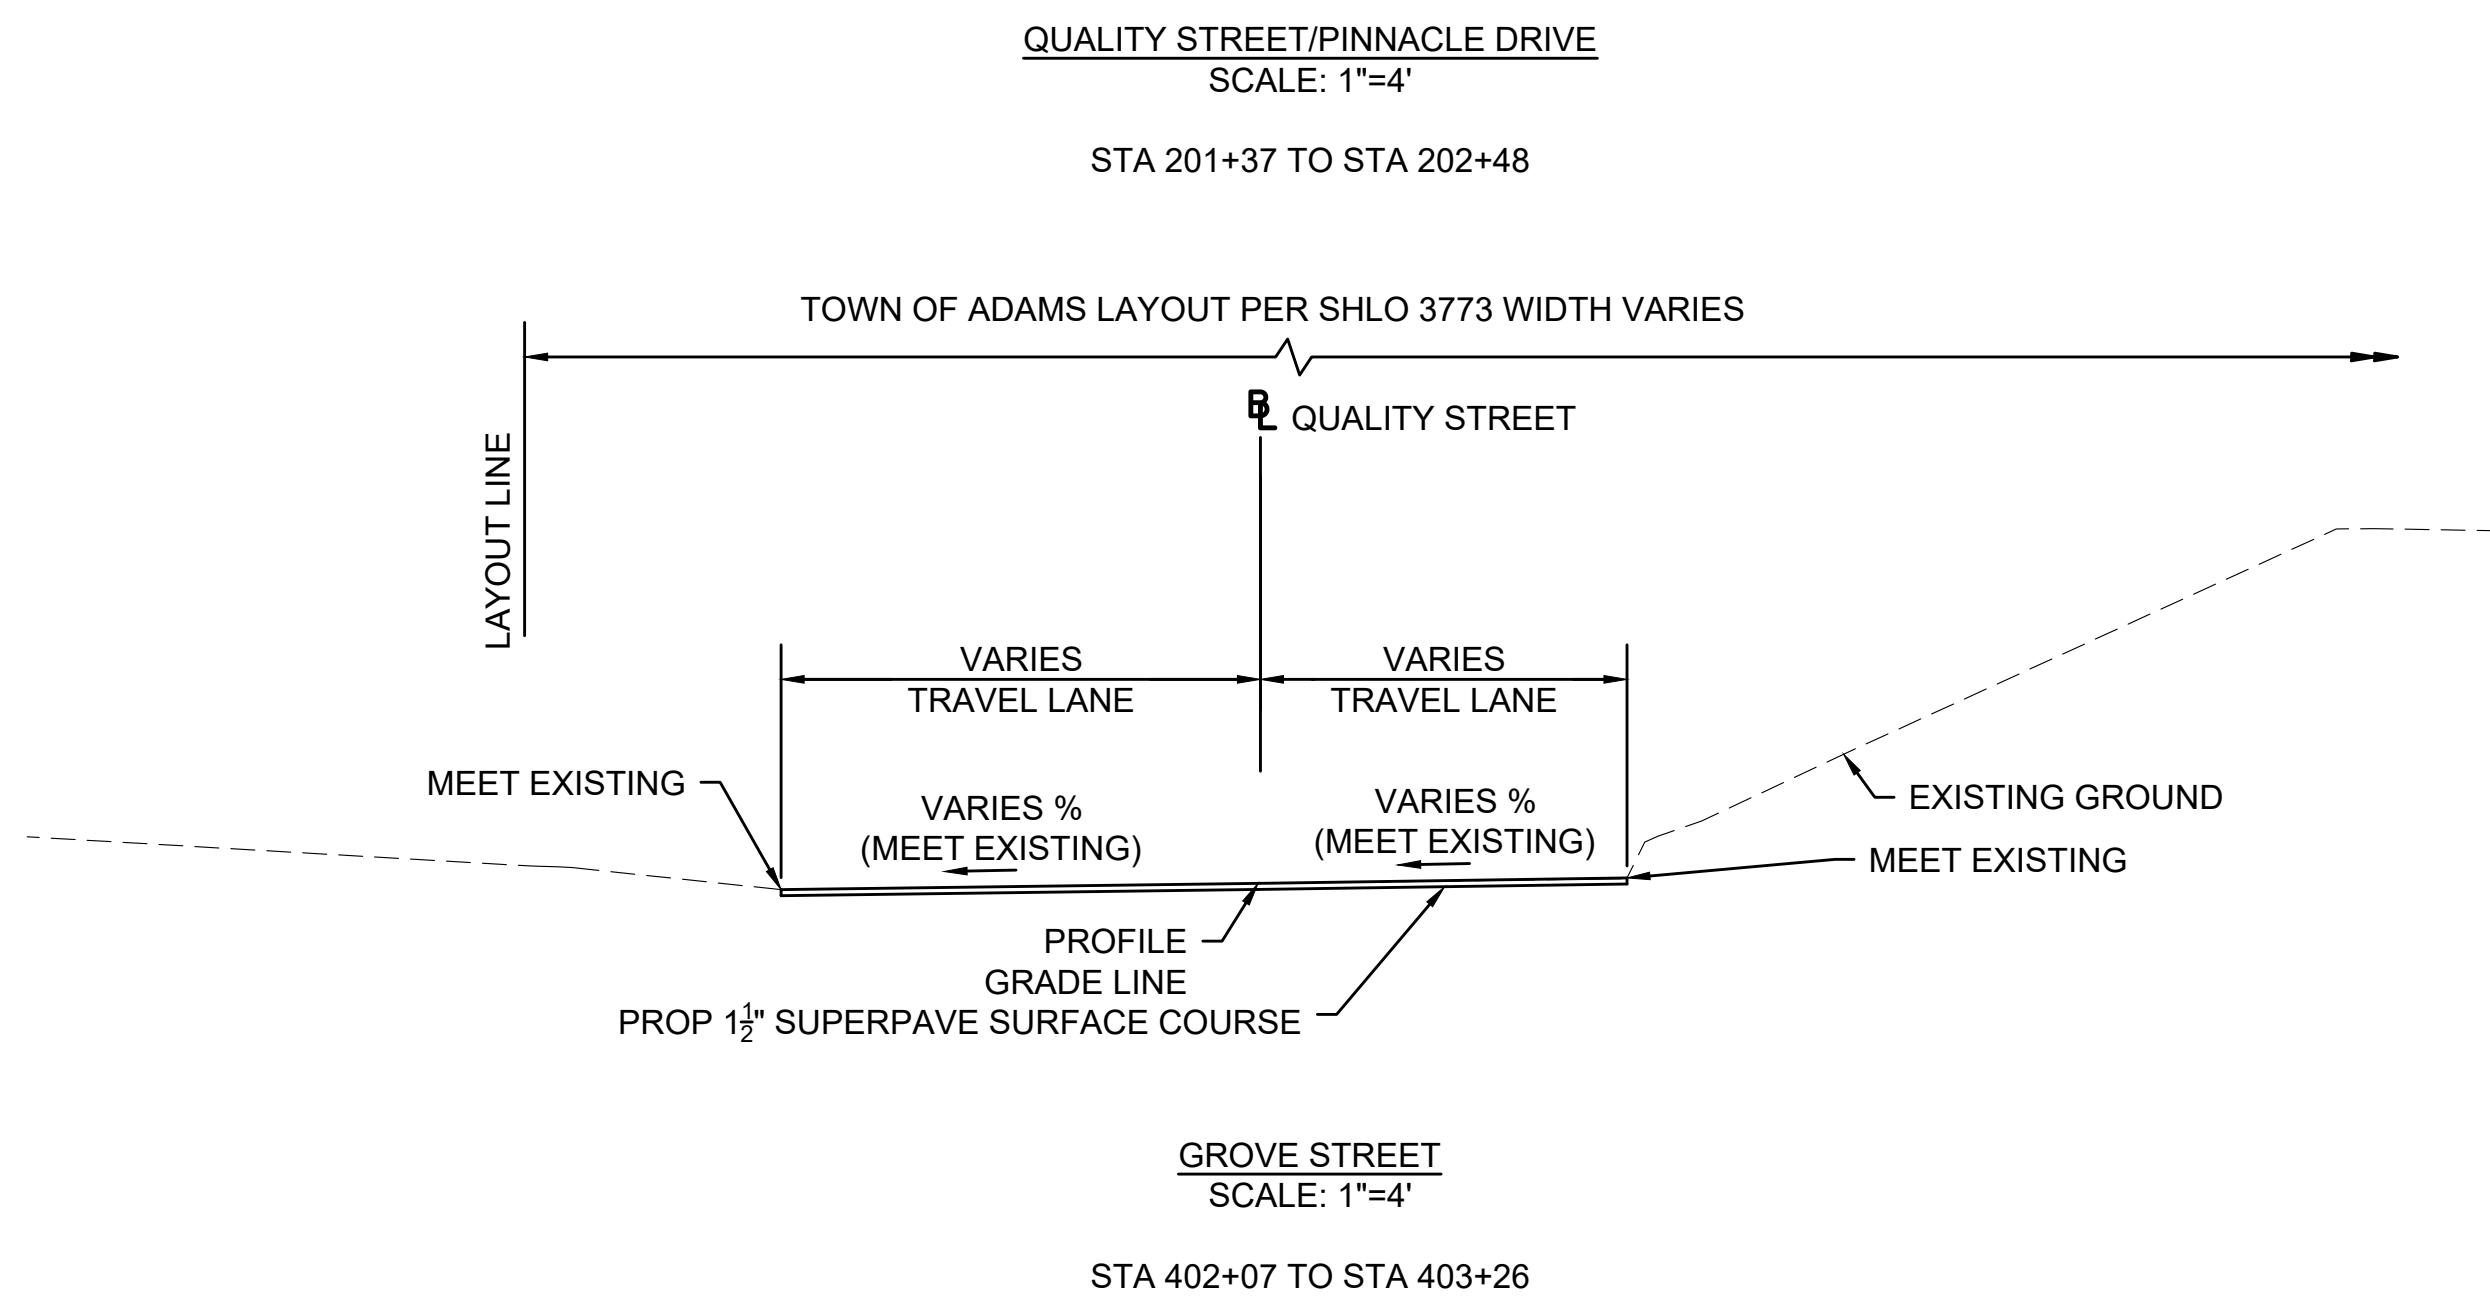 QUALITY STREET/PINNACLE DRIVE
SCALE: 1"=4'
STA 201+37 TO STA 202+48
TOWN OF ADAMS LAYOUT PER SHLO 3773 WIDTH VARIES
BL QUALITY STREET
LAYOUT LINE
VARIES
TRAVEL LANE
VARIES
TRAVEL LANE
MEET EXISTING
VARIES %
(MEET EXISTING)
VARIES %
(MEET EXISTING)
EXISTING GROUND
MEET EXISTING
PROFILE
GRADE LINE
PROP 1 1/2" SUPERPAVE SURFACE COURSE
GROVE STREET
SCALE: 1"=4'
STA 402+07 TO STA 403+26